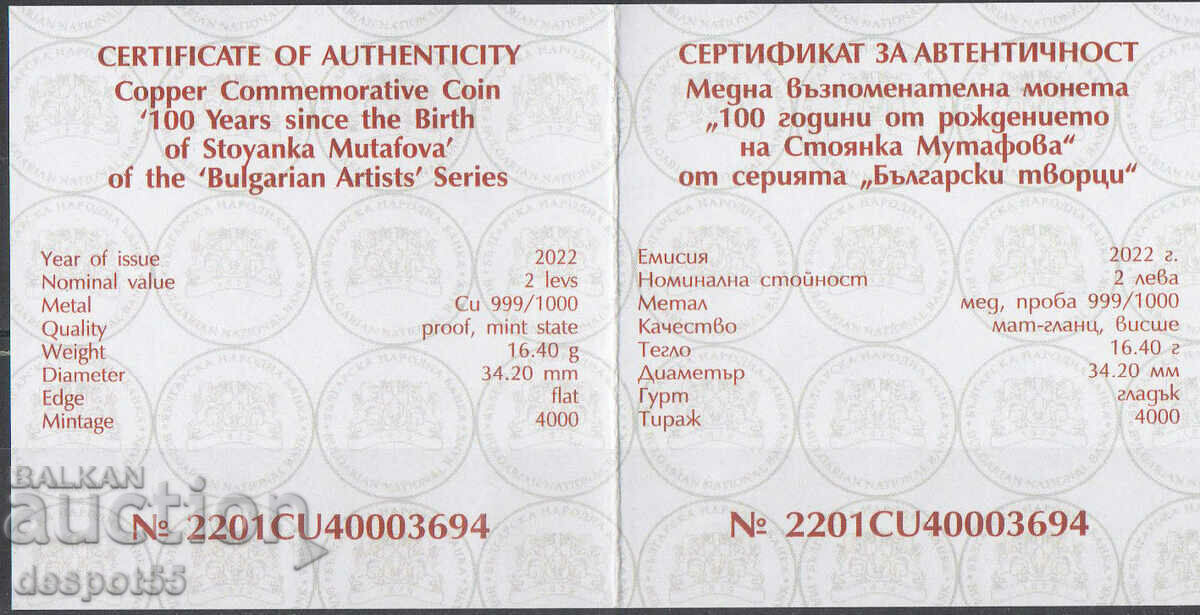 CERTIFICATE OF AUTHENTICITY
Copper Commemorative Coin
‘100 Years since the Birth
of Stoyanka Mutafova’
of the ‘Bulgarian Artists’ Series
Year of issue 2022
Nominal value 2 levs
Metal Cu 999/1000
Quality proof, mint state
Weight 16.40 g
Diameter 34.20 mm
Edge flat
Mintage 4000
№ 2201CU40003694
СЕРТИФИКАТ ЗА АВТЕНТИЧНОСТ
Медна възпоменателна монета
„100 години от рождението
на Стоянка Мутафова“
от серията „Български творци“
Емисия 2022 г.
Номинална стойност 2 лева
Метал мед, проба 999/1000
Качество мат-гланц, висше
Тегло 16.40 г
Диаметър 34.20 мм
Гурт гладък
Тираж 4000
№ 2201CU40003694
BALKAN
auction
despot55